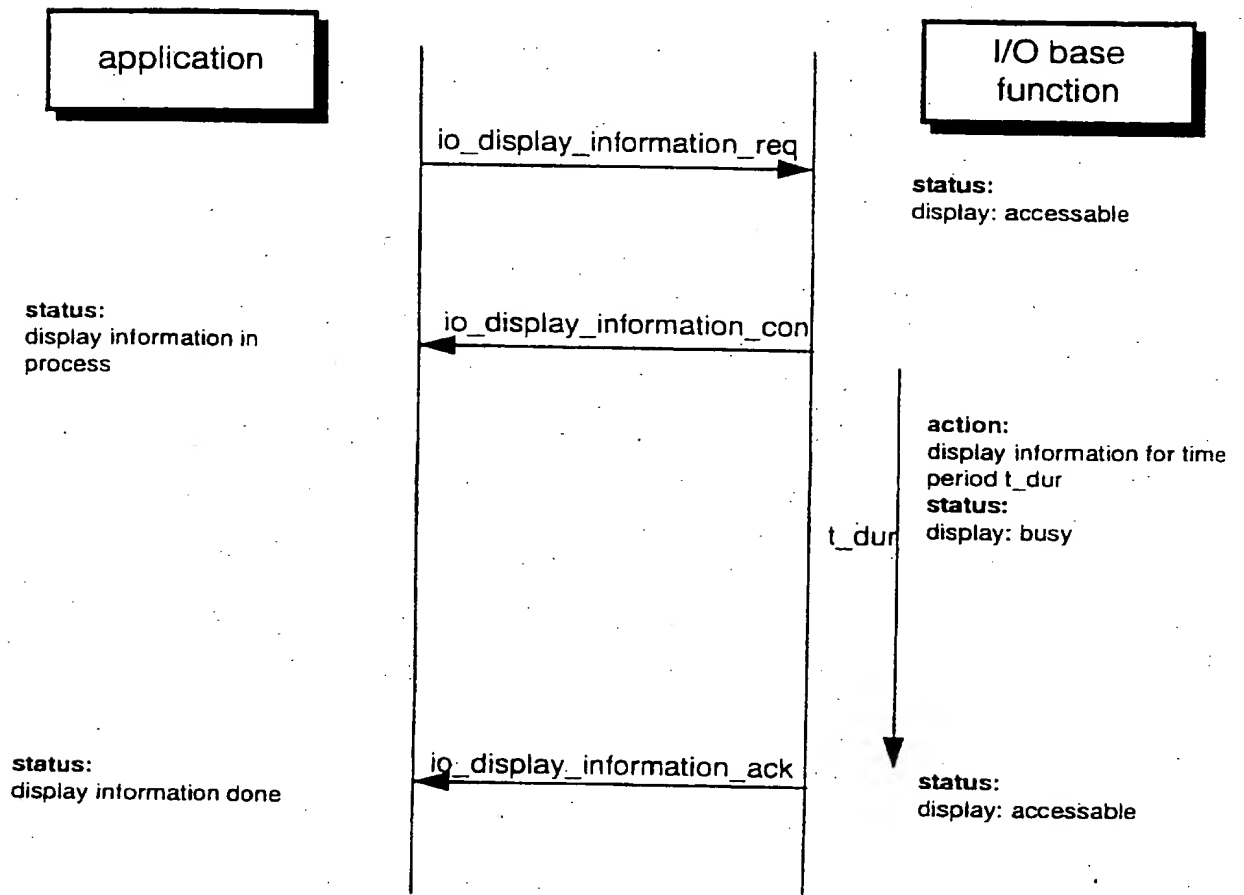 application
I/O base
function
io_display_information_req
status:
display: accessable
status:
display information in
process
io_display_information_con
action:
display information for time
period t_dur
status:
display: busy
t_dur
status:
display information done
io_display_information_ack
status:
display: accessable